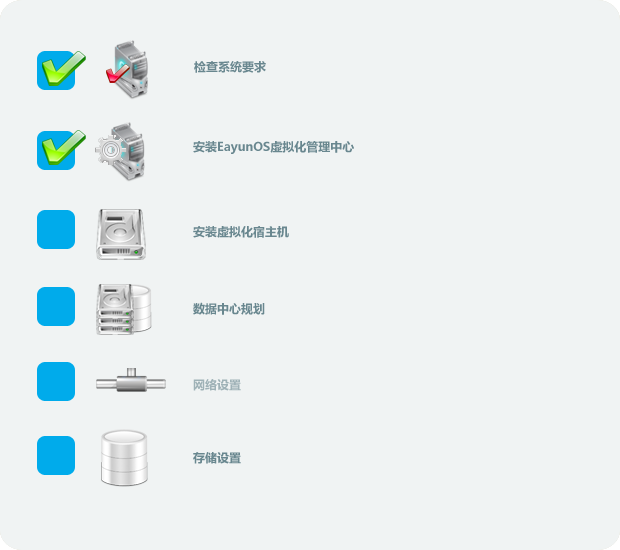 检查系统要求
安装EayunOS虚拟化管理中心
安装虚拟化宿主机
数据中心规划
网络设置
存储设置